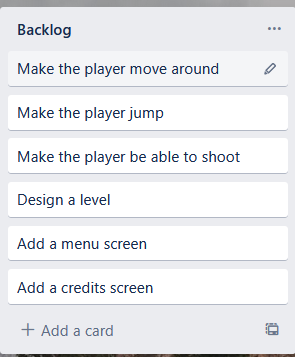 Backlog
Make the player move around
Make the player jump
Make the player be able to shoot
Design a level
Add a menu screen
Add a credits screen
Add a card